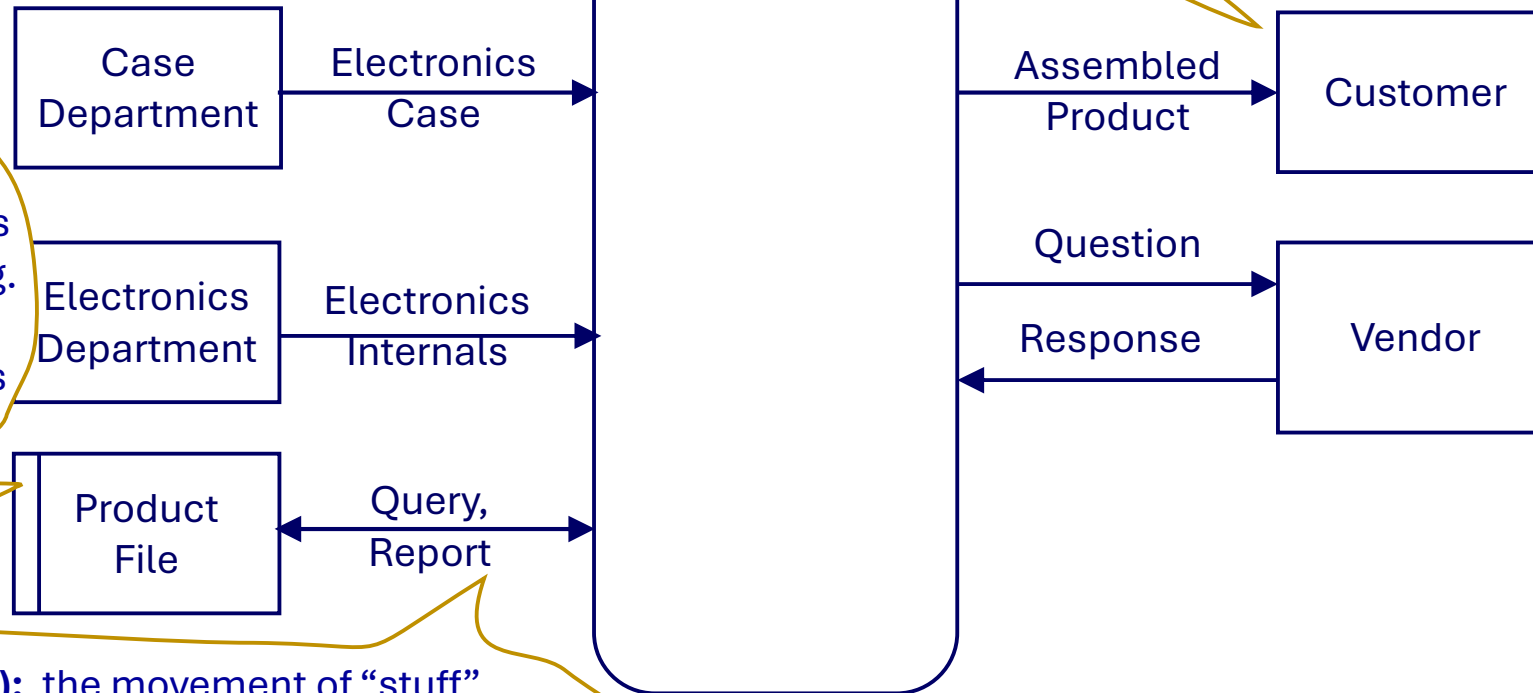 Case
Department
Electronics
Case
Assembled
Product
Customer
s
g.
s
Electronics
Department
Electronics
Internals
Question
Response
Vendor
Product
File
Query,
Report
): the movement of “stuff”